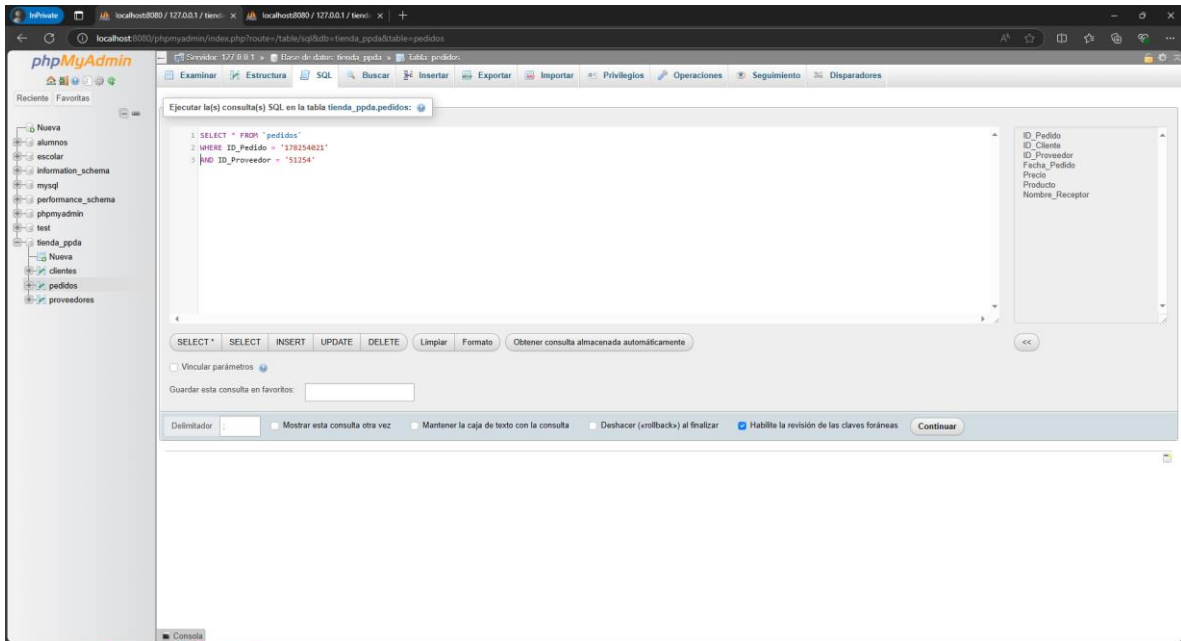 InPrivate
localhost:8080 / 127.0.0.1 / tiend
localhost:8080 / 127.0.0.1 / tiend
localhost:8080/phpmyadmin/index.php?route=/table/sql&db=tienda_ppda&table=pedidos
phpMyAdmin
Reciente Favoritas
Nueva
alumnos
escolar
information_schema
mysql
performance_schema
phpmyadmin
test
tienda_ppda
Nueva
clientes
pedidos
proveedores
Servidor: 127.0.0.1 » Base de datos: tienda_ppda » Tabla: pedidos
Examinar Estructura SQL Buscar Insertar Exportar Importar Privilegios Operaciones Seguimiento Disparadores
Ejecutar la(s) consulta(s) SQL en la tabla tienda_ppda.pedidos:
1 SELECT * FROM `pedidos`
2 WHERE ID_Pedido = '178254021'
3 AND ID_Proveedor = '51254'
ID_Pedido
ID_Cliente
ID_Proveedor
Fecha_Pedido
Precio
Producto
Nombre_Receptor
SELECT * SELECT INSERT UPDATE DELETE Limpiar Formato Obtener consulta almacenada automáticamente <<
Vincular parámetros
Guardar esta consulta en favoritos:
Delimitador ; Mostrar esta consulta otra vez Mantener la caja de texto con la consulta Deshacer («rollback») al finalizar Habilite la revisión de las claves foráneas Continuar
Consola